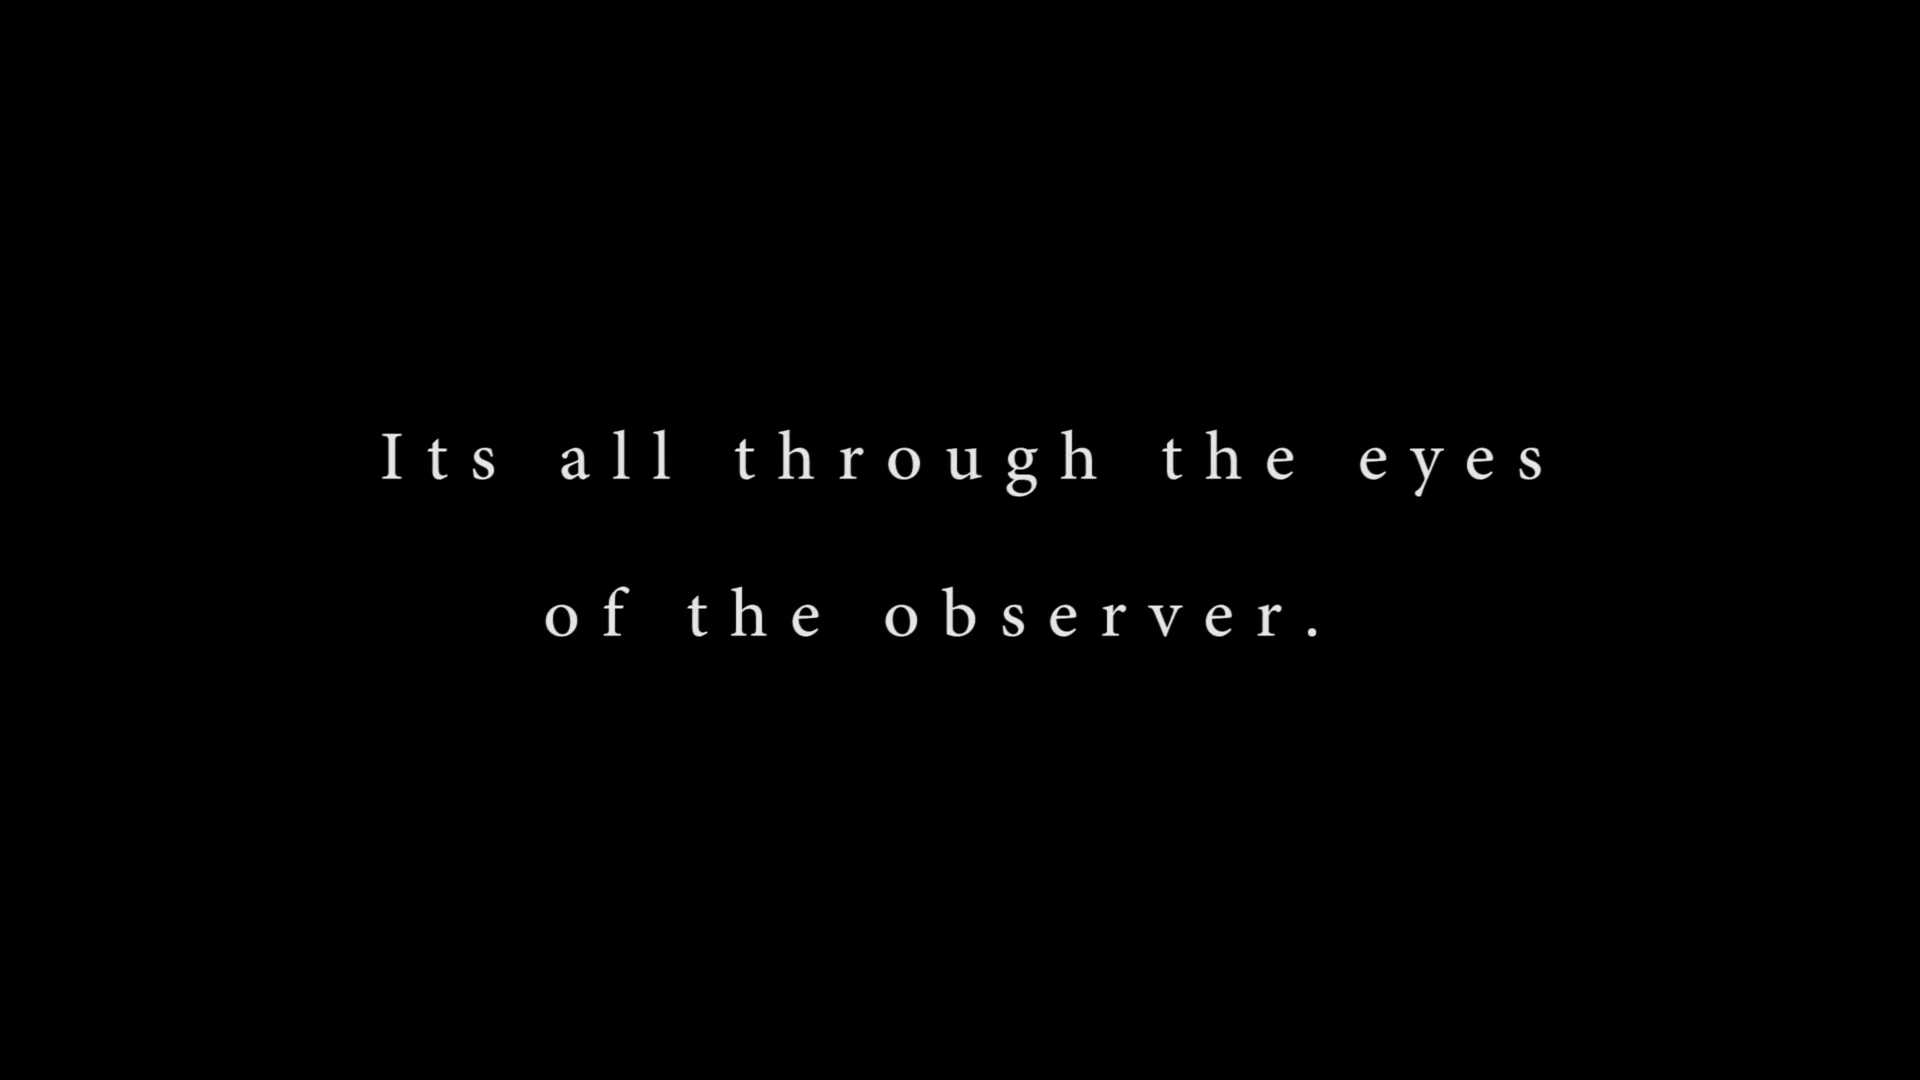 Its all through the eyes
of the observer.